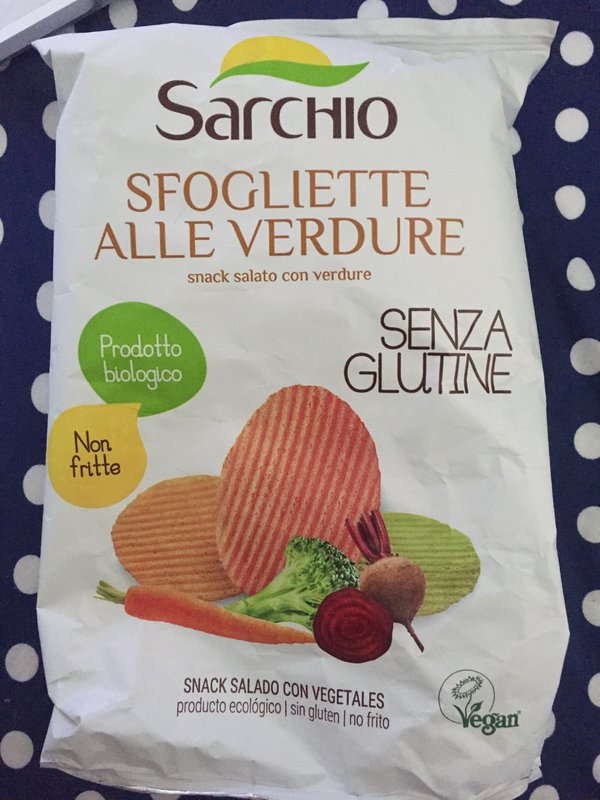 Sarchio
SFOGLIETTE
ALLE VERDURE
snack salato con verdure
SENZA
GLUTINE
Prodotto
biologico
Non
fritte
SNACK SALADO CON VEGETALES
producto ecológico | sin gluten | no frito
Vegan